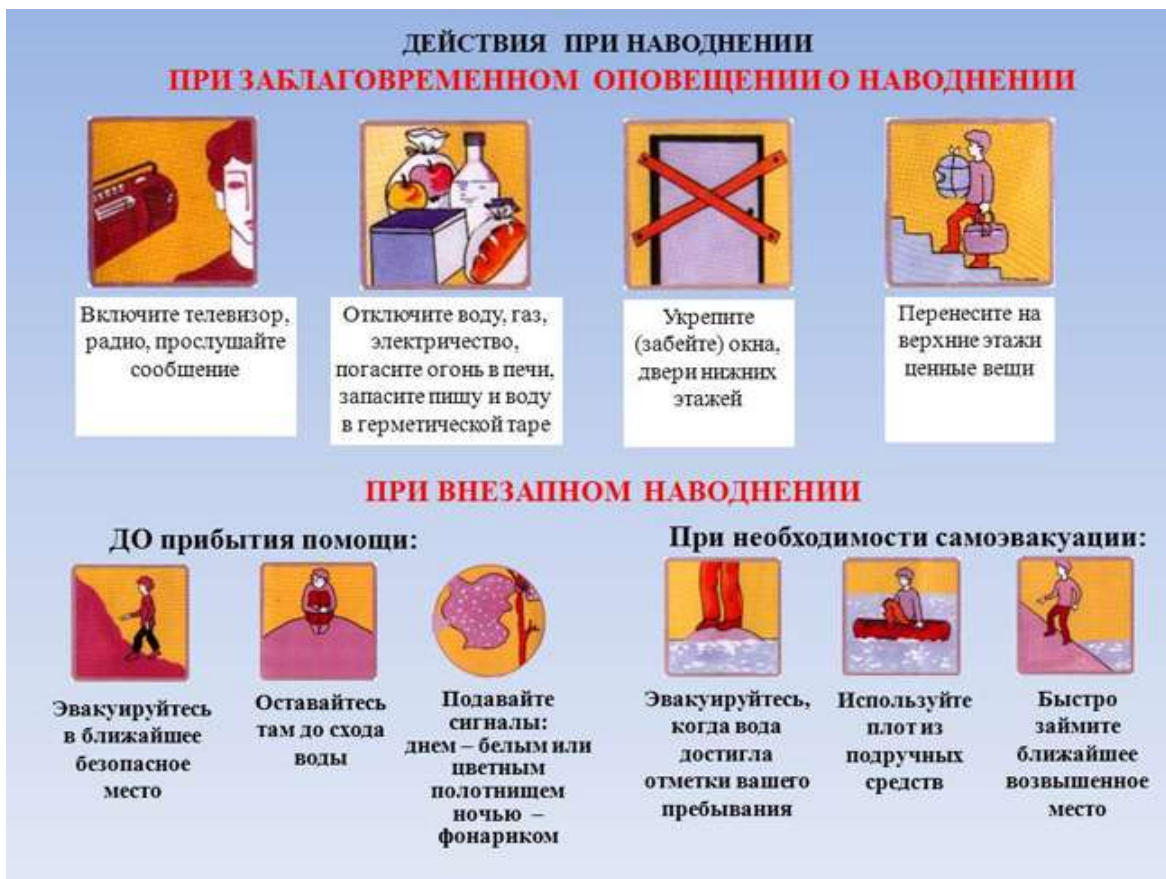 ДЕЙСТВИЯ ПРИ НАВОДНЕНИИ
ПРИ ЗАБЛАГОВРЕМЕННОМ ОПОВЕЩЕНИИ О НАВОДНЕНИИ
Включите телевизор,
радио, прослушайте
сообщение
Отключите воду, газ,
электричество,
погасите огонь в печи,
запасите пищу и воду
в герметической таре
Укрепите
(забейте) окна,
двери нижних
этажей
Перенесите на
верхние этажи
ценные вещи
ПРИ ВНЕЗАПНОМ НАВОДНЕНИИ
ДО прибытия помощи:
Эвакуируйтесь
в ближайшее
безопасное
место
Оставайтесь
там до схода
воды
Подавайте
сигналы:
днем – белым или
цветным
полотнищем
ночью –
фонариком
При необходимости самоэвакуации:
Эвакуируйтесь,
когда вода
достигла
отметки вашего
пребывания
Используйте
плот из
подручных
средств
Быстро
займите
ближайшее
возвышенное
место